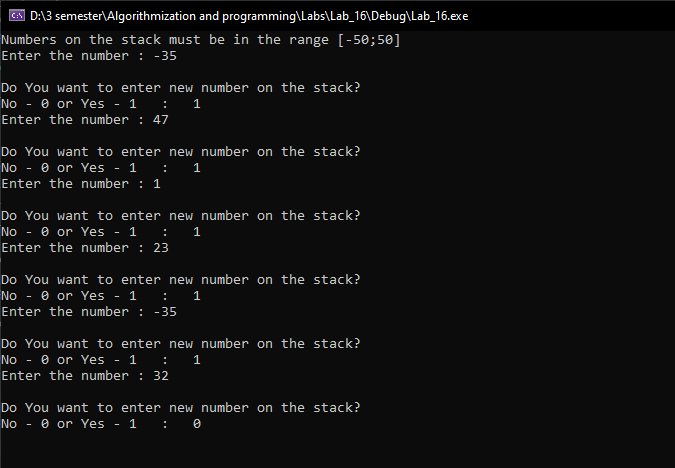 D:\3 semester\Algorithmization and programming\Labs\Lab_16\Debug\Lab_16.exe
Numbers on the stack must be in the range [-50;50]
Enter the number : -35
Do You want to enter new number on the stack?
No - 0 or Yes - 1   :   1
Enter the number : 47
Do You want to enter new number on the stack?
No - 0 or Yes - 1   :   1
Enter the number : 1
Do You want to enter new number on the stack?
No - 0 or Yes - 1   :   1
Enter the number : 23
Do You want to enter new number on the stack?
No - 0 or Yes - 1   :   1
Enter the number : -35
Do You want to enter new number on the stack?
No - 0 or Yes - 1   :   1
Enter the number : 32
Do You want to enter new number on the stack?
No - 0 or Yes - 1   :   0